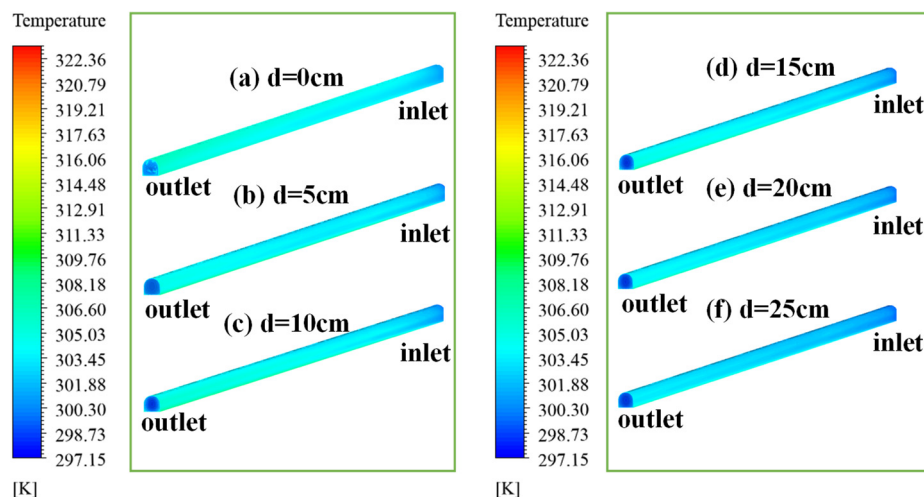 Temperature
322.36
320.79
319.21
317.63
316.06
314.48
312.91
311.33
309.76
308.18
306.60
305.03
303.45
301.88
300.30
298.73
297.15
[K]
(a) d=0cm
inlet
outlet
(b) d=5cm
inlet
outlet
(c) d=10cm
inlet
outlet
Temperature
322.36
320.79
319.21
317.63
316.06
314.48
312.91
311.33
309.76
308.18
306.60
305.03
303.45
301.88
300.30
298.73
297.15
[K]
(d) d=15cm
inlet
outlet
(e) d=20cm
inlet
outlet
(f) d=25cm
inlet
outlet